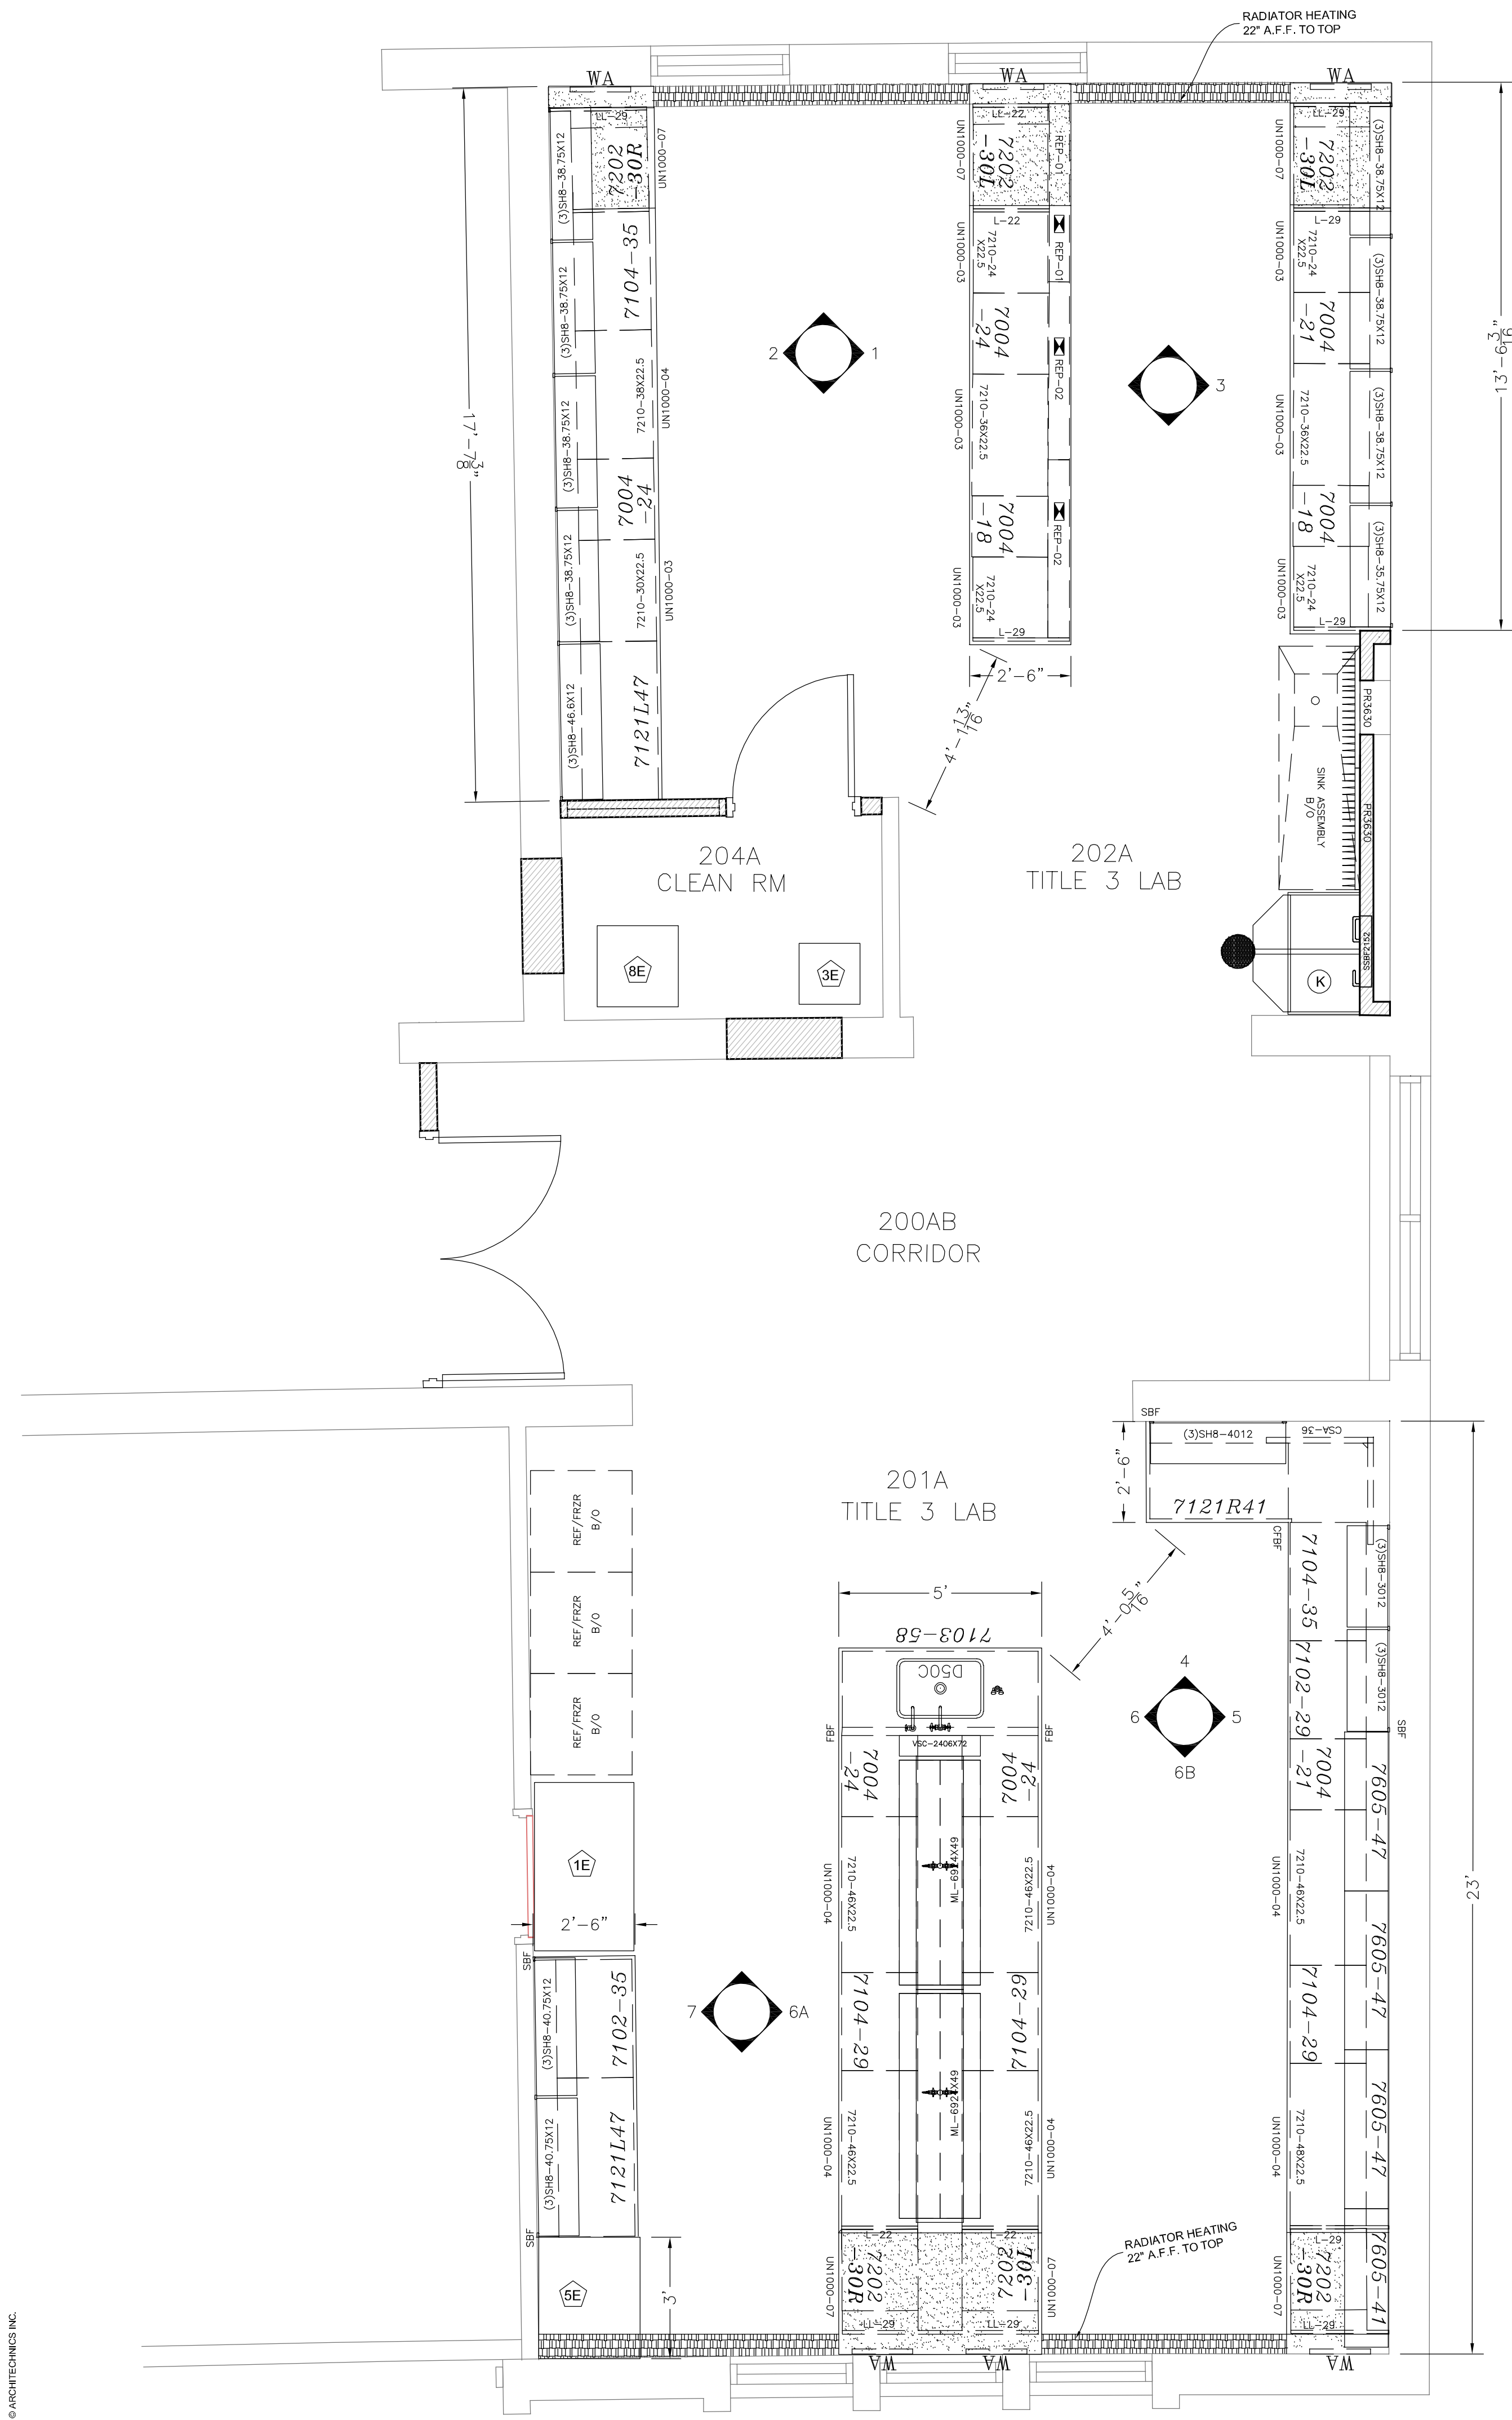 RADIATOR HEATING
22" A.F.F. TO TOP
WA
WA
WA
LL-29
7202
-30R
UN1000-07
(3)SH8-38.75X12
7104-35
(3)SH8-38.75X12
7210-38X22.5
UN1000-04
(3)SH8-38.75X12
7004
-24
7210-30X22.5
UN1000-03
(3)SH8-38.75X12
7121L47
(3)SH8-46.6X12
17'-7 3/8"
2
1
LL-22
7202
-30L
REP-01
UN1000-07
L-22
7210-24
X22.5
REP-01
UN1000-03
7004
-24
REP-02
7210-36X22.5
UN1000-03
7004
-18
REP-02
7210-24
X22.5
UN1000-03
L-29
2'-6"
4'-1 13/16"
3
LL-29
7202
-30L
(3)SH8-38.75X12
UN1000-07
L-29
7210-24
X22.5
UN1000-03
(3)SH8-38.75X12
7004
-21
7210-36X22.5
UN1000-03
(3)SH8-38.75X12
7004
-18
7210-24
X22.5
UN1000-03
(3)SH8-35.75X12
L-29
13'-6 3/16"
PR3630
SINK ASSEMBLY
B/O
PR3630
SSBF2152
K
204A
CLEAN RM
8E
3E
202A
TITLE 3 LAB
200AB
CORRIDOR
201A
TITLE 3 LAB
SBF
(3)SH8-4012
CSA-36
2'-6"
7121R41
CFBF
7104-35
(3)SH8-3012
7102-29
(3)SH8-3012
SBF
4'-0 5/16"
REF/FRZR
B/O
REF/FRZR
B/O
REF/FRZR
B/O
5'
7103-58
D50C
FBF
FBF
VSC-2406X72
7004
-24
7004
-24
4
6
5
6B
7004
-21
7605-47
1E
2'-6"
UN1000-04
7210-46X22.5
ML-6924X49
7210-46X22.5
UN1000-04
UN1000-04
7210-46X22.5
7605-47
23'
SBF
(3)SH8-40.75X12
7102-35
7
6A
7104-29
7104-29
7104-29
7605-47
(3)SH8-40.75X12
7121L47
UN1000-04
7210-46X22.5
ML-6924X49
7210-46X22.5
UN1000-04
UN1000-04
7210-48X22.5
SBF
5E
3'
L-22
L-22
UN1000-07
7202
-30R
7202
-30L
UN1000-07
LL-29
LL-29
RADIATOR HEATING
22" A.F.F. TO TOP
L-29
UN1000-07
7202
-30R
LL-29
7605-41
WA
WA
WA
© ARCHITECHNICS INC.